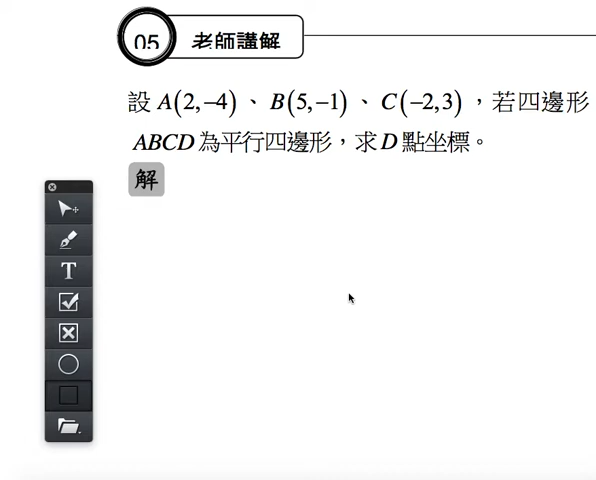 05 老師講解
設 A(2,−4)、B(5,−1)、C(−2,3)，若四邊形
ABCD 為平行四邊形，求 D 點坐標。
解
T